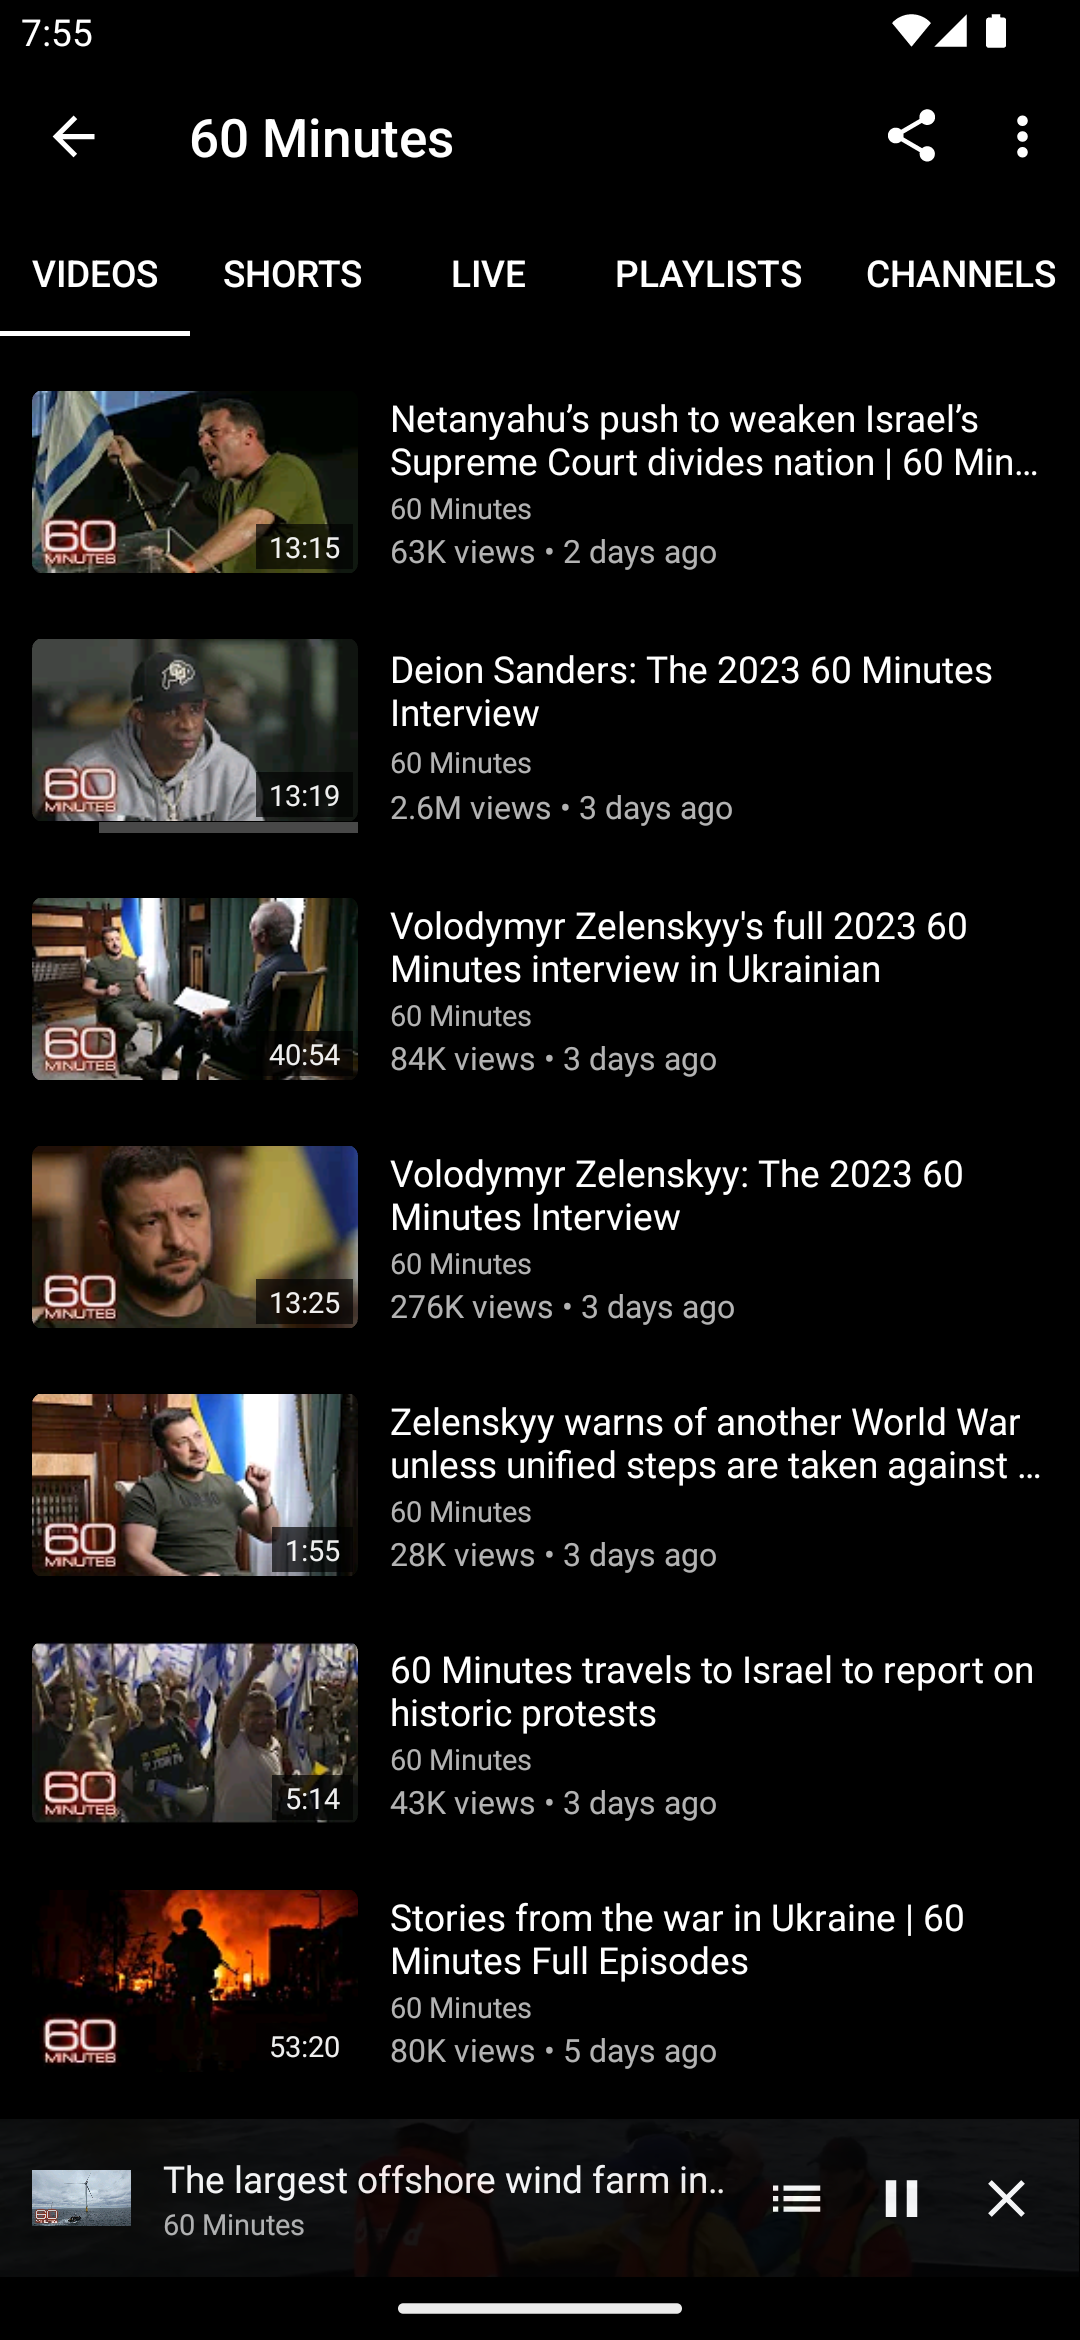 7:55
60 Minutes
VIDEOS SHORTS LIVE PLAYLISTS CHANNELS
60
MINUTES
13:15
Netanyahu’s push to weaken Israel’s
Supreme Court divides nation | 60 Min...
60 Minutes
63K views • 2 days ago
60
MINUTES
13:19
Deion Sanders: The 2023 60 Minutes
Interview
60 Minutes
2.6M views • 3 days ago
60
MINUTES
40:54
Volodymyr Zelenskyy's full 2023 60
Minutes interview in Ukrainian
60 Minutes
84K views • 3 days ago
60
MINUTES
13:25
Volodymyr Zelenskyy: The 2023 60
Minutes Interview
60 Minutes
276K views • 3 days ago
60
MINUTES
1:55
Zelenskyy warns of another World War
unless unified steps are taken against ...
60 Minutes
28K views • 3 days ago
60
MINUTES
5:14
60 Minutes travels to Israel to report on
historic protests
60 Minutes
43K views • 3 days ago
60
MINUTES
53:20
Stories from the war in Ukraine | 60
Minutes Full Episodes
60 Minutes
80K views • 5 days ago
60
The largest offshore wind farm in..
60 Minutes